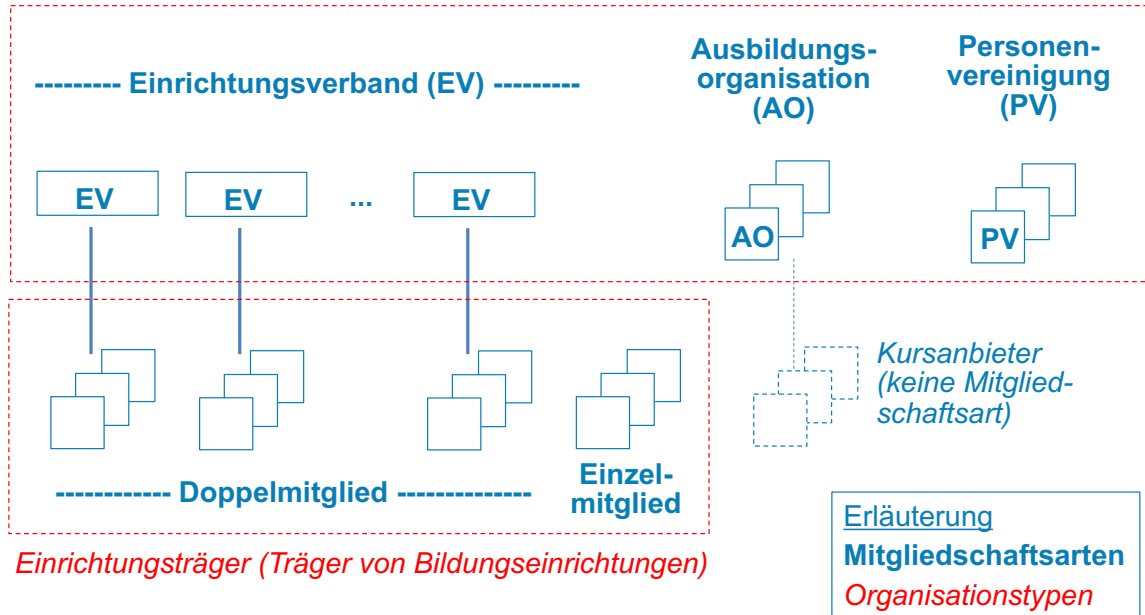 --------- Einrichtungsverband (EV) ---------
Ausbildungs-
organisation
(AO)
Personen-
vereinigung
(PV)
EV
EV
...
EV
AO
PV
Kursanbieter
(keine Mitglied-
schaftsart)
------------ Doppelmitglied --------------
Einzel-
mitglied
Einrichtungsträger (Träger von Bildungseinrichtungen)
Erläuterung
Mitgliedschaftsarten
Organisationstypen